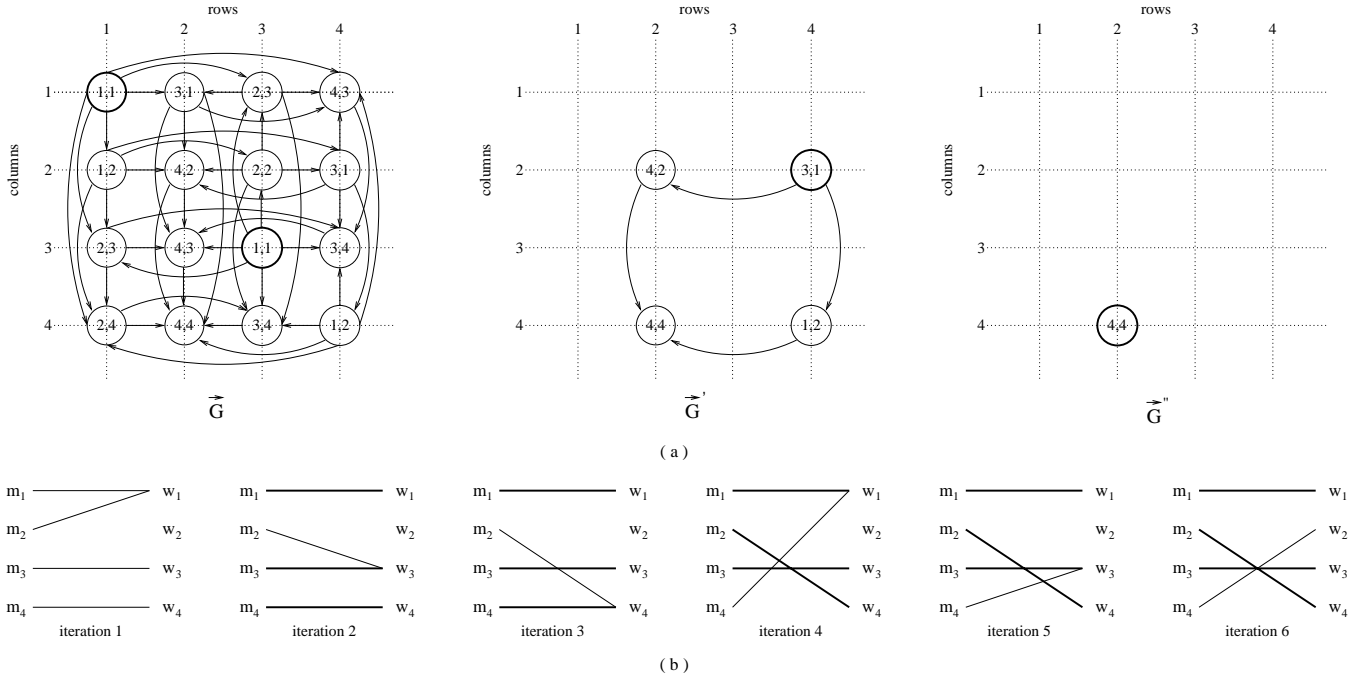 rows rows rows
1 2 3 4 1 2 3 4 1 2 3 4
1 1,1 3,1 2,3 4,3 1 1
columns 2 1,2 4,2 2,2 3,1 columns 2 4,2 3,1 columns 2
3 2,3 4,3 1,1 3,4 3 3
4 2,4 4,4 3,4 1,2 4 4,4 1,2 4 4,4
G G' G"
( a )
m1 w1 m1 w1 m1 w1 m1 w1 m1 w1 m1 w1
m2 w2 m2 w2 m2 w2 m2 w2 m2 w2 m2 w2
m3 w3 m3 w3 m3 w3 m3 w3 m3 w3 m3 w3
m4 w4 m4 w4 m4 w4 m4 w4 m4 w4 m4 w4
iteration 1 iteration 2 iteration 3 iteration 4 iteration 5 iteration 6
( b )